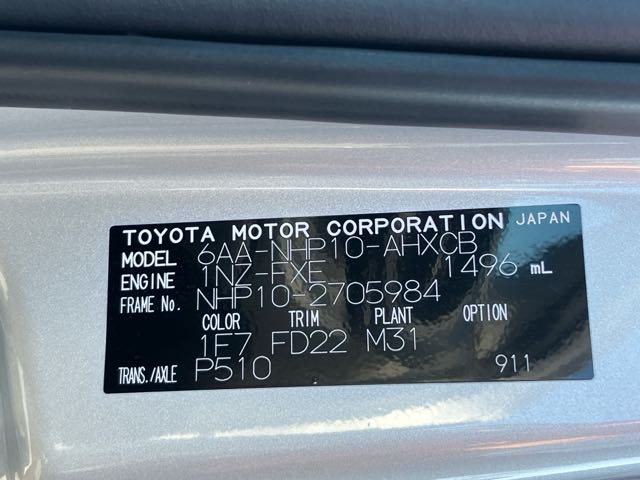 TOYOTA MOTOR CORPORATION JAPAN
MODEL 6AA-NHP10-AHXCB
ENGINE 1NZ-FXE 1496 mL
FRAME No. NHP10-2705984
COLOR TRIM PLANT OPTION
1F7 FD22 M31
TRANS./AXLE P510 911